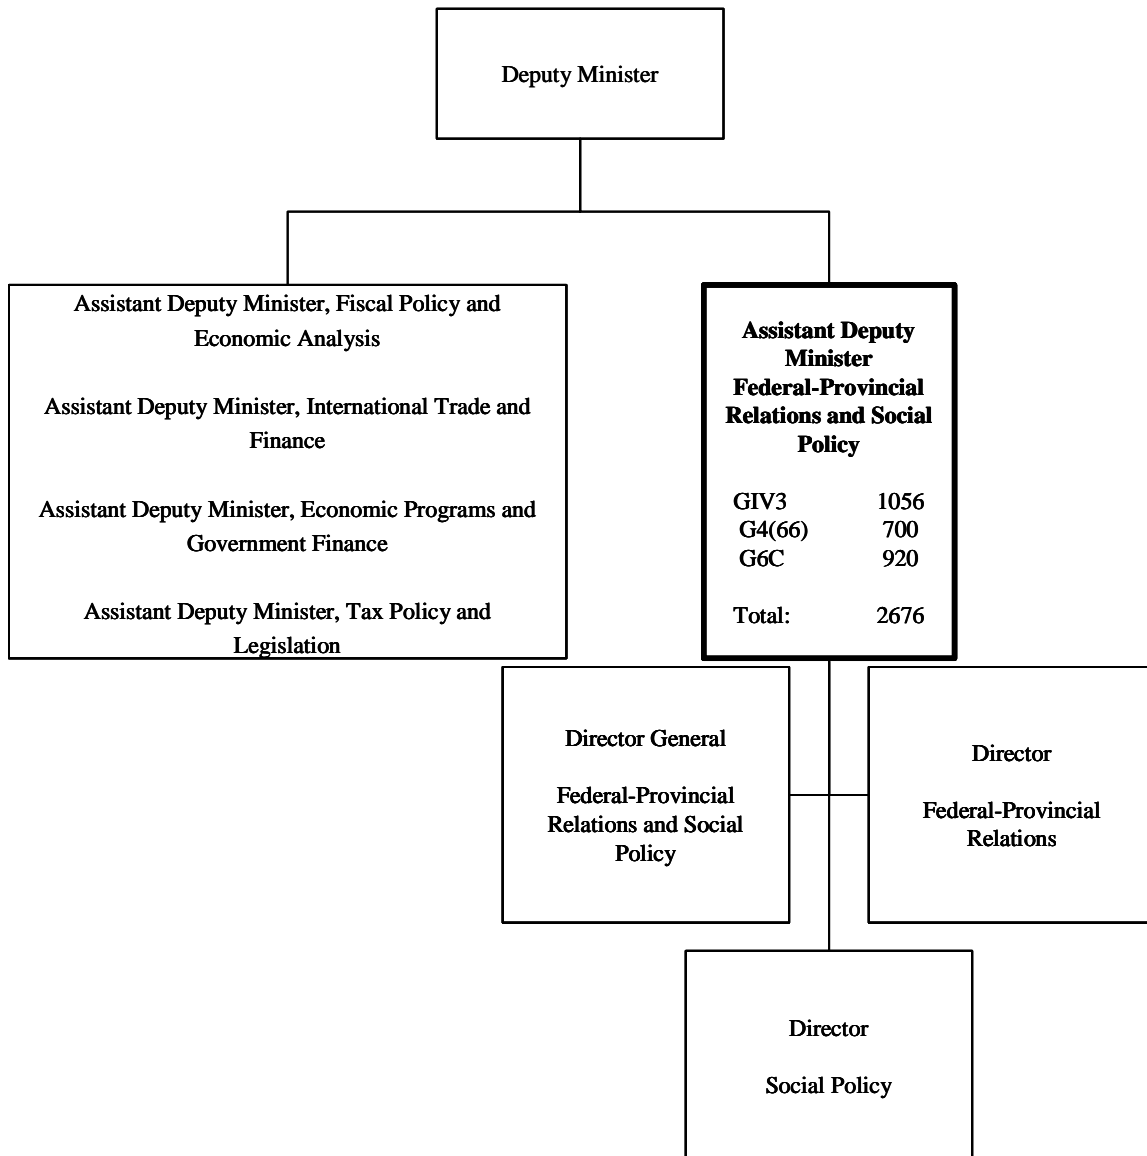 Deputy Minister
Assistant Deputy Minister, Fiscal Policy and
Economic Analysis
Assistant Deputy Minister, International Trade and
Finance
Assistant Deputy Minister, Economic Programs and
Government Finance
Assistant Deputy Minister, Tax Policy and
Legislation
Assistant Deputy
Minister
Federal-Provincial
Relations and Social
Policy
GIV3 1056
G4(66) 700
G6C 920
Total: 2676
Director General
Federal-Provincial
Relations and Social
Policy
Director
Federal-Provincial
Relations
Director
Social Policy